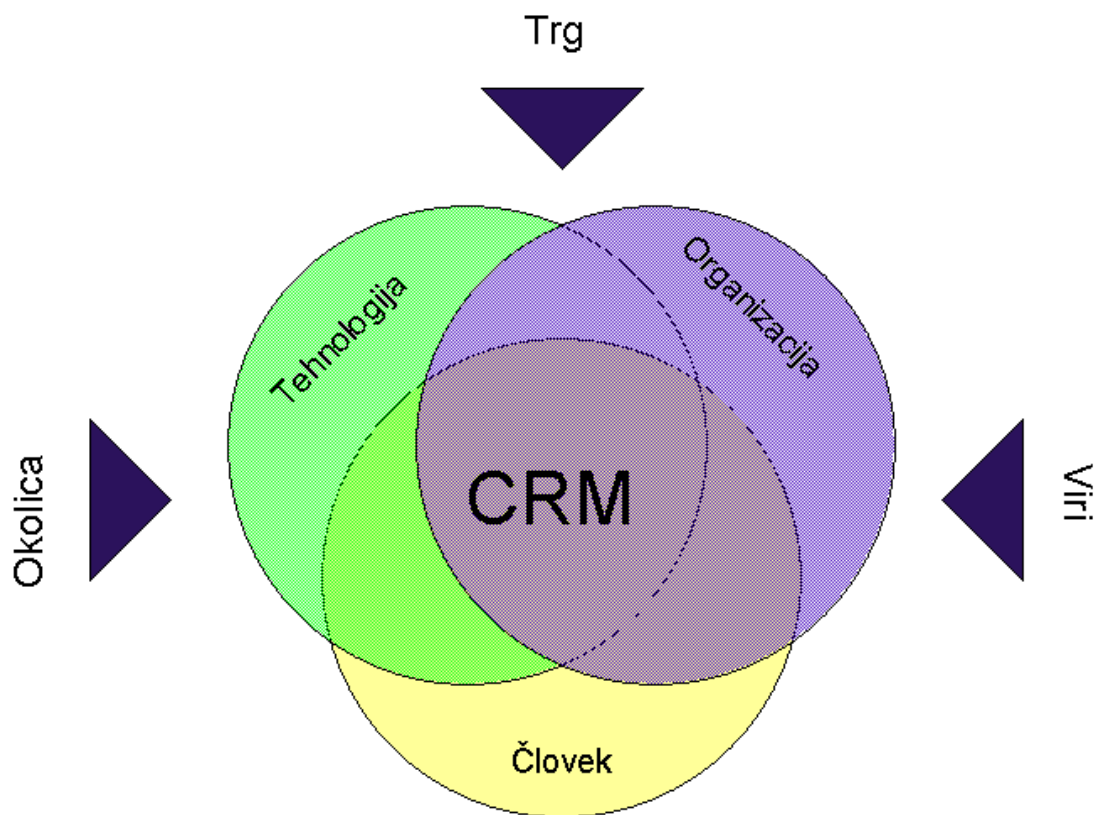 Trg
Tehnologija
Organizacija
Okolica
CRM
Viri
Človek